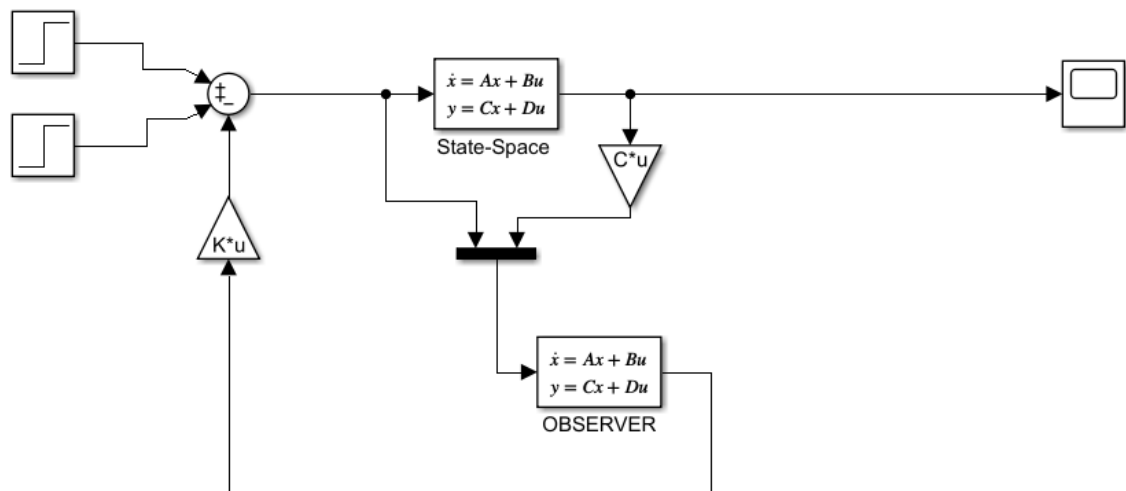 ẋ = Ax + Bu
y = Cx + Du
State-Space
C*u
K*u
ẋ = Ax + Bu
y = Cx + Du
OBSERVER